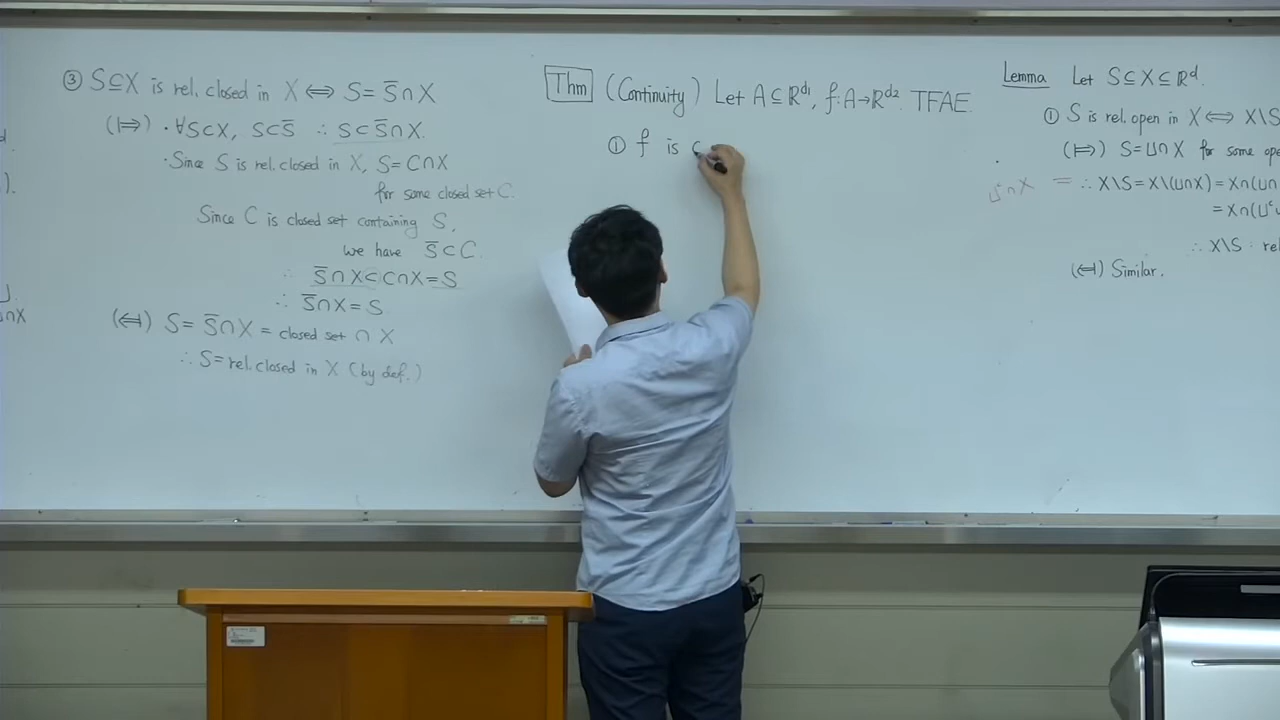 ③ S⊆X is rel. closed in X ⟺ S = S̄∩X
(⟹) · ∀S⊂X, S⊂S̄ ∴ S⊂S̄∩X.
· Since S is rel. closed in X, S = C∩X
for some closed set C.
Since C is closed set containing S,
we have S̄⊂C.
∴ S̄∩X⊂C∩X=S
∴ S̄∩X = S
(⟸) S = S̄∩X = closed set ∩ X
∴ S = rel. closed in X (by def.)
Thm (Continuity) Let A⊆ℝ^d₁, f: A→ℝ^d₂. TFAE.
① f is c
Lemma Let S⊆X⊆ℝ^d.
① S is rel. open in X ⟺ X\S
(⟹) S = U∩X for some ope
∴ X\S = X\(U∩X) = X∩(U∩
= X∩(U^c∪
∴ X\S : rel
(⟸) Similar.